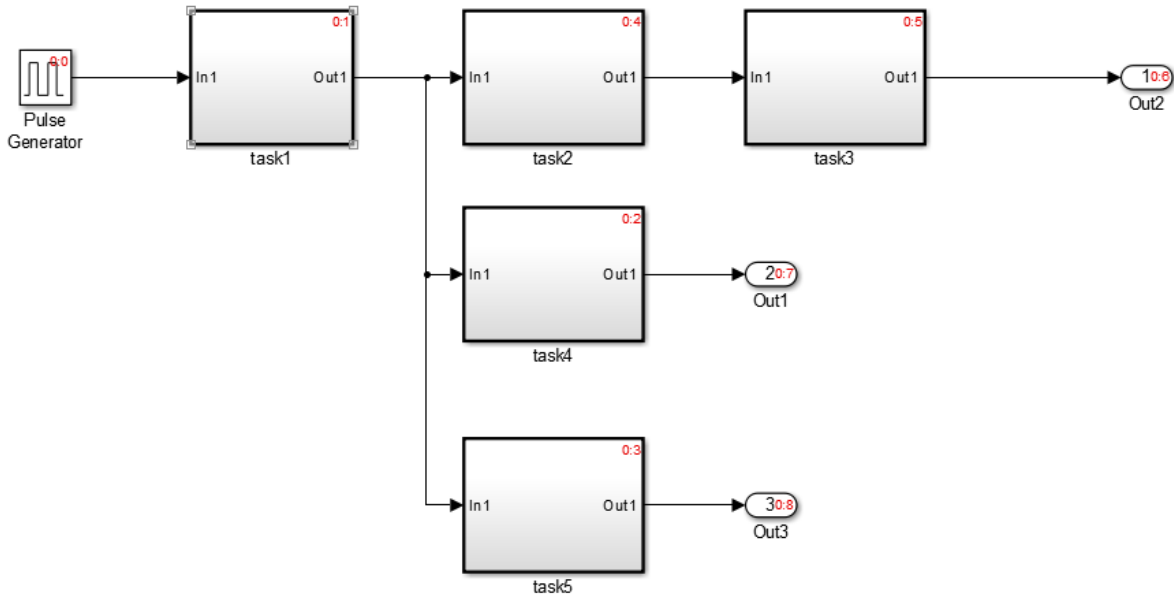 0:0
Pulse
Generator
0:1
In1 Out1
task1
0:4
In1 Out1
task2
0:5
In1 Out1
task3
1 0:6
Out2
0:2
In1 Out1
task4
2 0:7
Out1
0:3
In1 Out1
task5
3 0:8
Out3